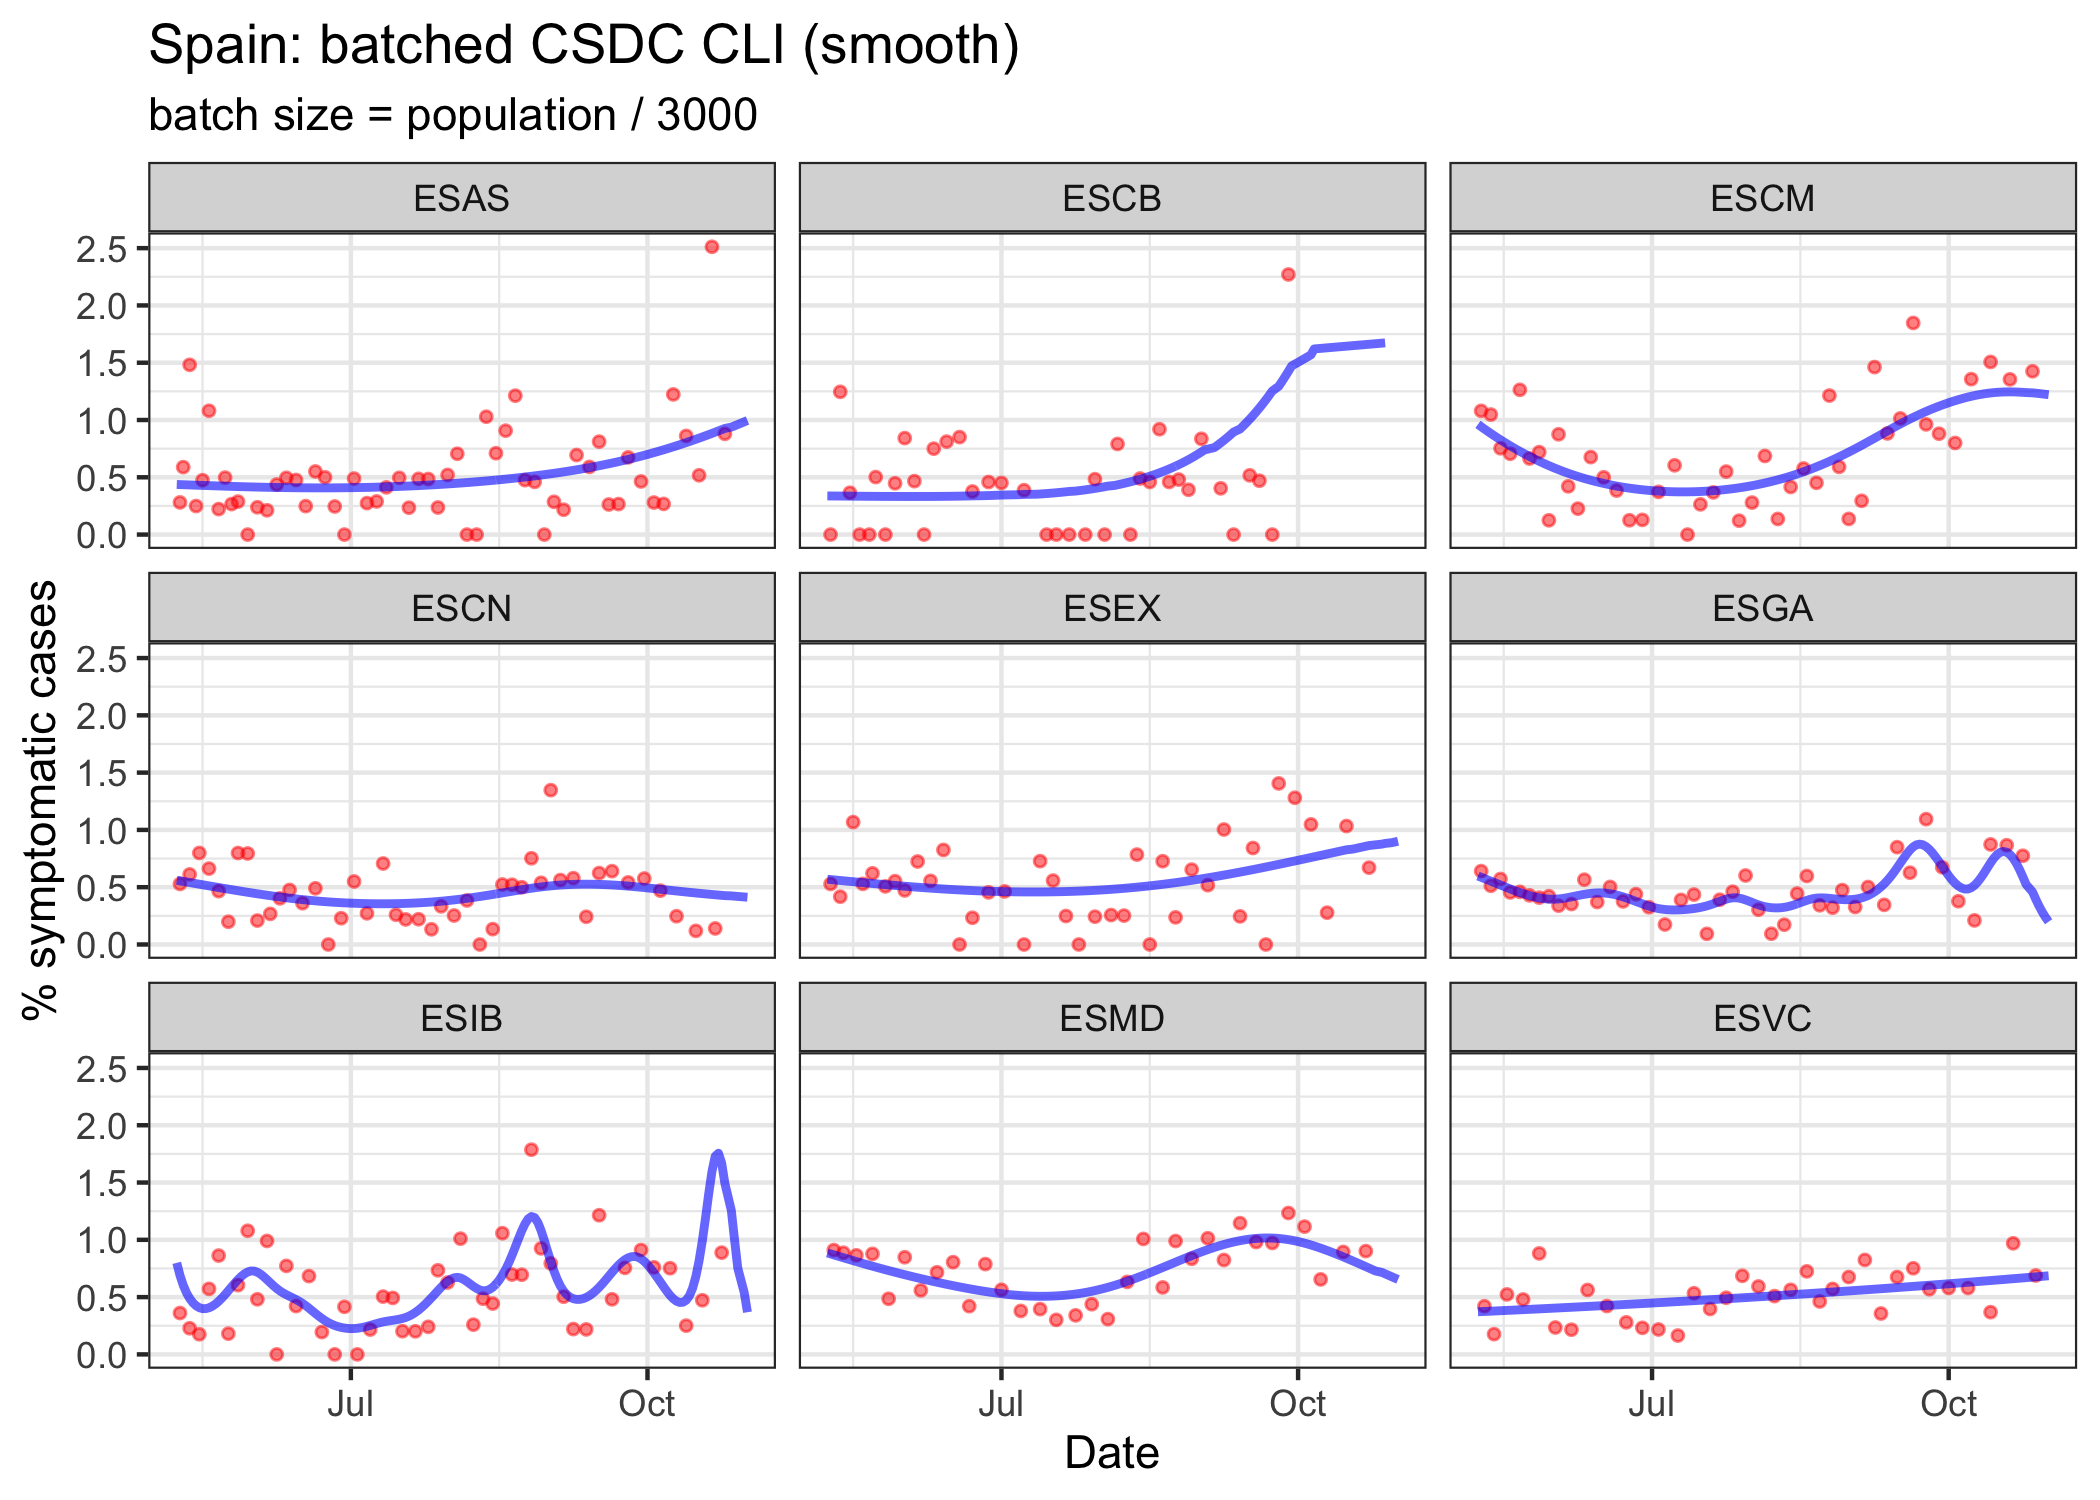 Spain: batched CSDC CLI (smooth)
batch size = population / 3000
ESAS
ESCB
ESCM
2.5
2.0
1.5
1.0
0.5
0.0
ESCN
ESEX
ESGA
2.5
2.0
1.5
1.0
0.5
0.0
% symptomatic cases
ESIB
ESMD
ESVC
2.5
2.0
1.5
1.0
0.5
0.0
Jul Oct
Jul Oct
Jul Oct
Date